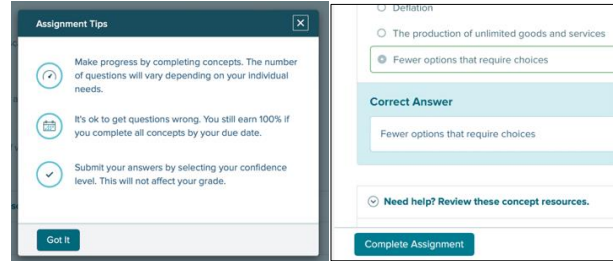 Assignment Tips
Make progress by completing concepts. The number
of questions will vary depending on your individual
needs.
It's ok to get questions wrong. You still earn 100% if
you complete all concepts by your due date.
Submit your answers by selecting your confidence
level. This will not affect your grade.
Got It
Deflation
The production of unlimited goods and services
Fewer options that require choices
Correct Answer
Fewer options that require choices
Need help? Review these concept resources.
Complete Assignment